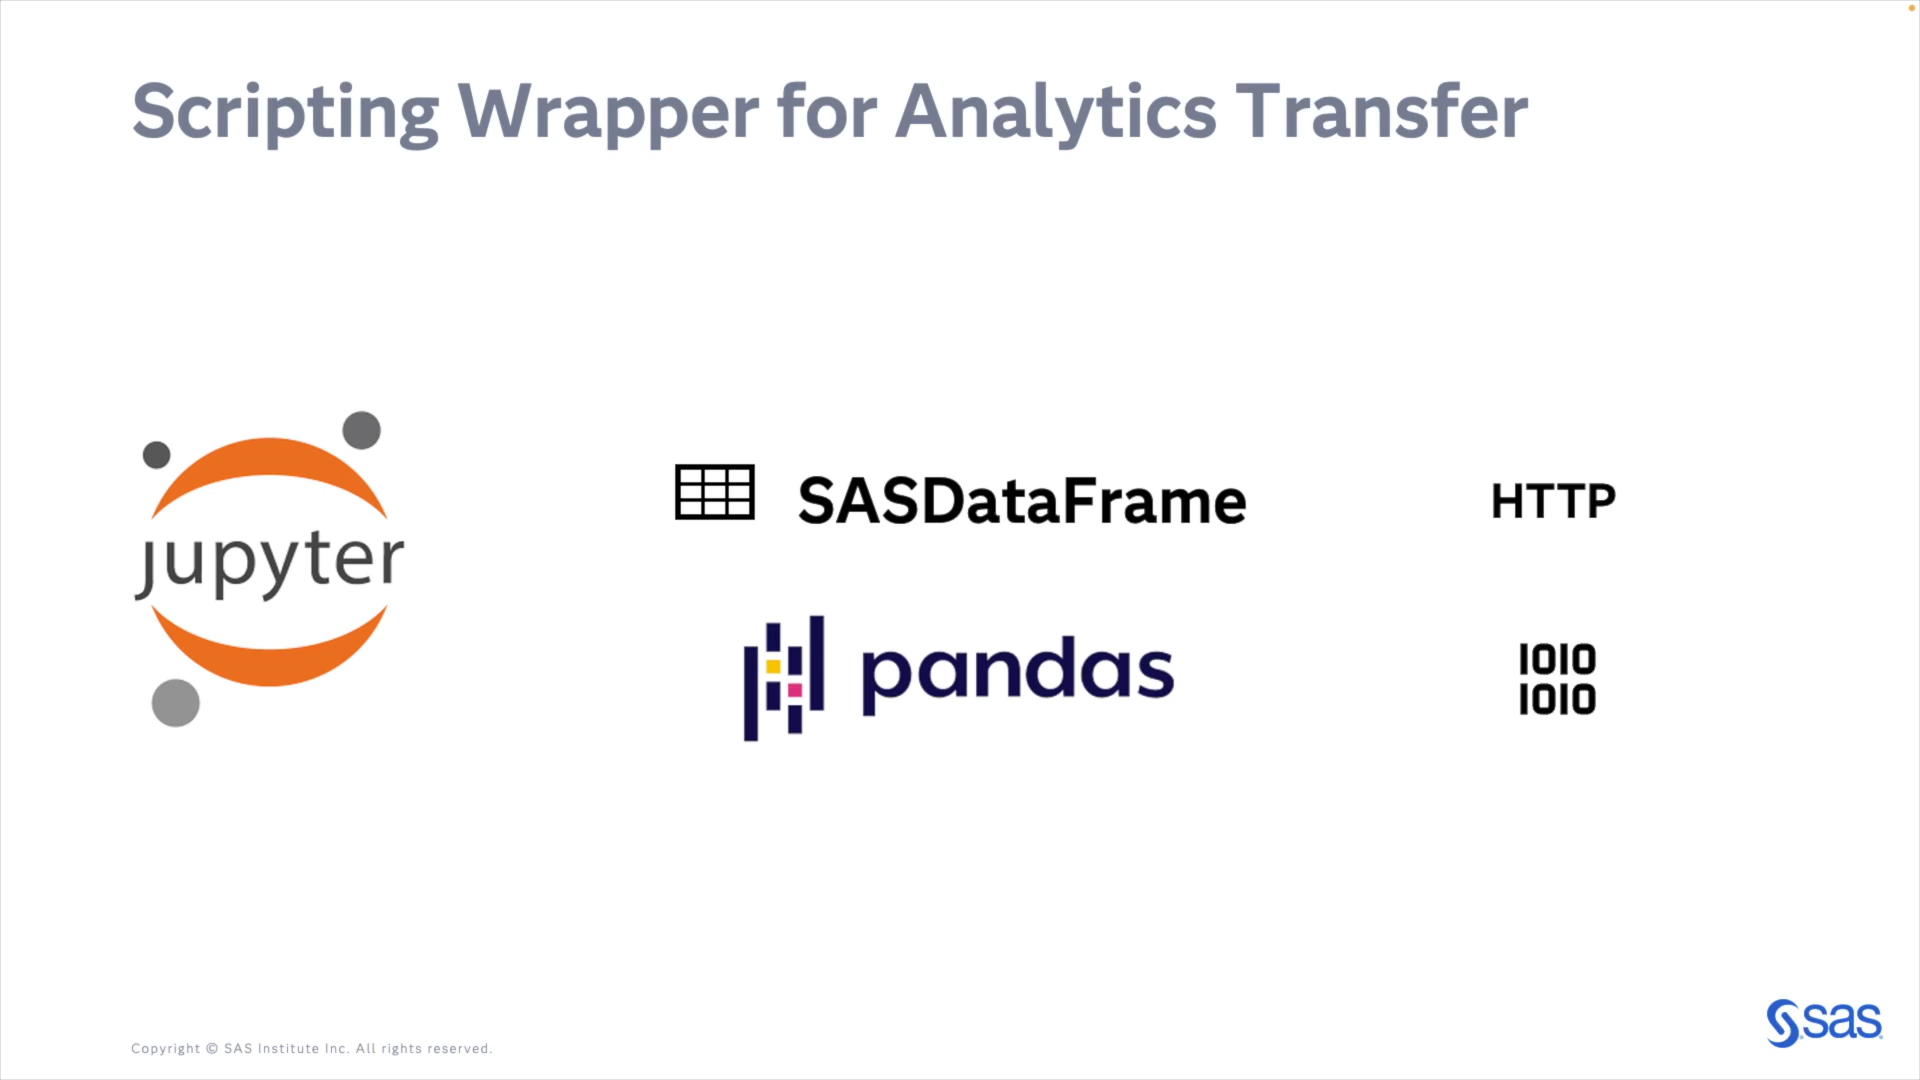 Scripting Wrapper for Analytics Transfer
jupyter
SASDataFrame
HTTP
pandas
1010
1010
Copyright © SAS Institute Inc. All rights reserved.
sas